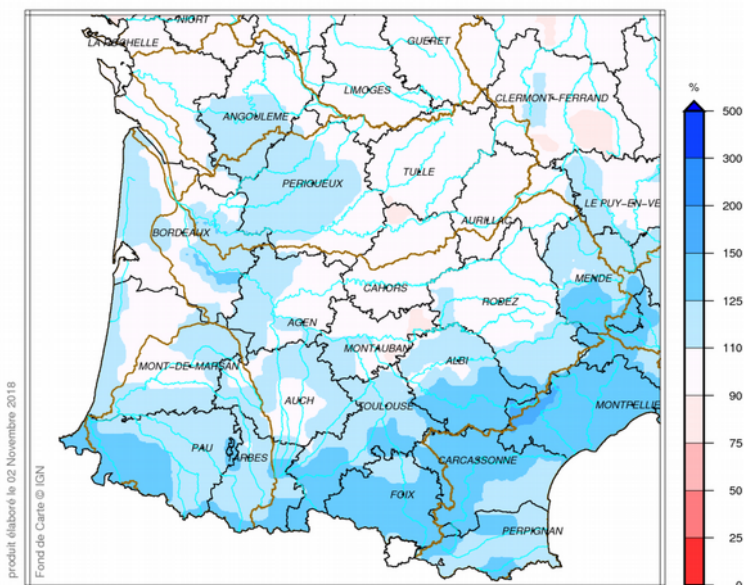 NIORT
LA ROCHELLE
GUERET
LIMOGES
CLERMONT-FERRAND
ANGOULEME
PERIGUEUX
TULLE
LE PUY-EN-VE
AURILLAC
BORDEAUX
MENDE
CAHORS
RODEZ
AGEN
MONTAUBAN
ALBI
MONT-DE-MARSAN
AUCH
TOULOUSE
MONTPELLIE
PAU
TARBES
CARCASSONNE
FOIX
PERPIGNAN
%
500
300
200
150
125
110
90
75
50
25
0
produit élaboré le 02 Novembre 2018
Fond de Carte © IGN